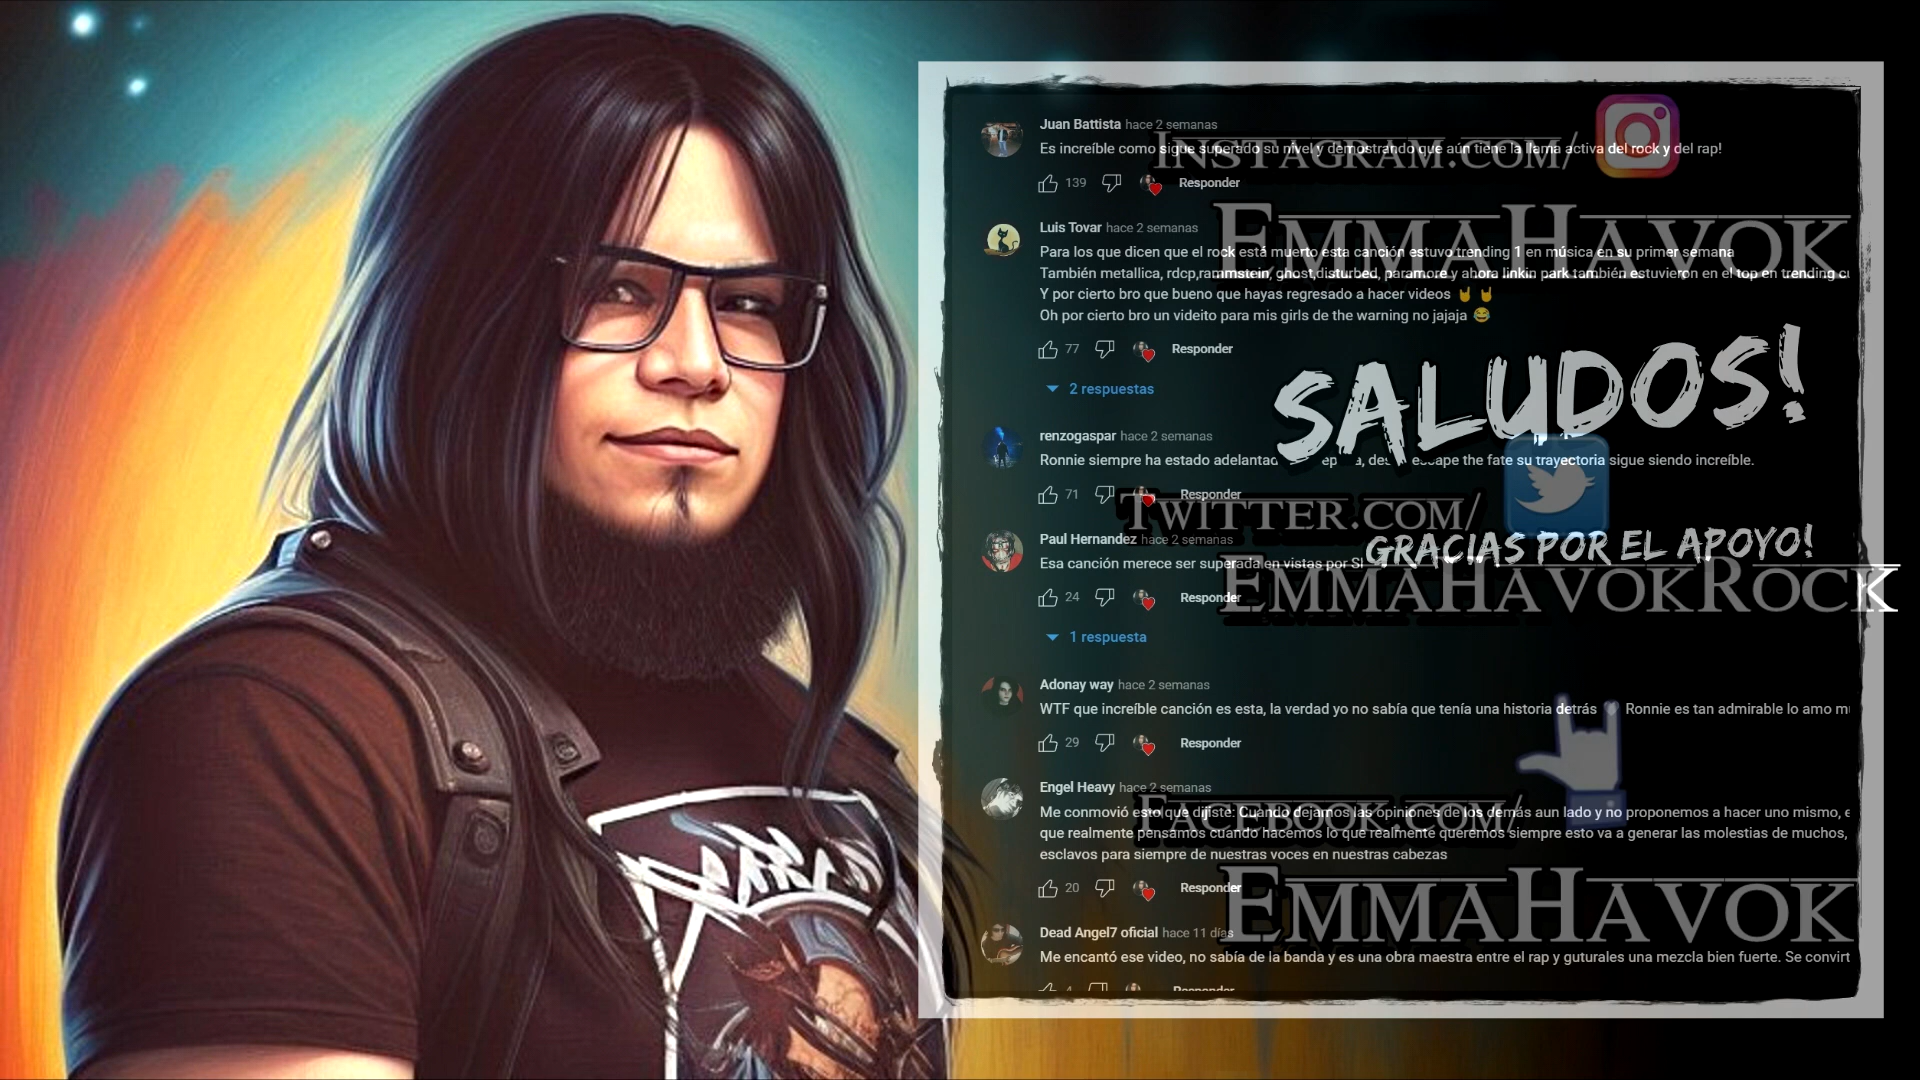 Juan Battista hace 2 semanas
Es increíble como sigue superado su nivel y demostrando que aún tiene la llama activa del rock y del rap!
139 Responder
INSTAGRAM.COM/
EMMAHAVOK
Luis Tovar hace 2 semanas
Para los que dicen que el rock está muerto esta canción estuvo trending 1 en música en su primer semana
También metallica, rdcp,rammstein, ghost,disturbed, paramore y ahora linkin park también estuvieron en el top en trending
Y por cierto bro que bueno que hayas regresado a hacer videos 🤘 🤘
Oh por cierto bro un videito para mis girls de the warning no jajaja 😂
77 Responder
2 respuestas
SALUDOS!
renzogaspar hace 2 semanas
Ronnie siempre ha estado escape the fate su trayectoria sigue siendo increíble.
71 Responder
TWITTER.COM/
GRACIAS POR EL APOYO!
EMMAHAVOKROCK
Paul Hernandez hace 2 semanas
Esa canción merece ser superada en vistas por
24 Responder
1 respuesta
Adonay way hace 2 semanas
WTF que increíble canción es esta, la verdad yo no sabía que tenía una historia detrás Ronnie es tan admirable lo amo
29 Responder
Engel Heavy hace 2 semanas
Me conmovió esto que dijiste: Cuando dejamos las opiniones de los demás aun lado y no proponemos a hacer uno mismo,
que realmente pensamos cuando hacemos lo que realmente queremos siempre esto va a generar las molestias de muchos,
esclavos para siempre de nuestras voces en nuestras cabezas
20 Responder
FACEBOOK.COM/
EMMAHAVOK
Dead Angel7 oficial hace 11 días
Me encantó ese video, no sabía de la banda y es una obra maestra entre el rap y guturales una mezcla bien fuerte. Se
Responder